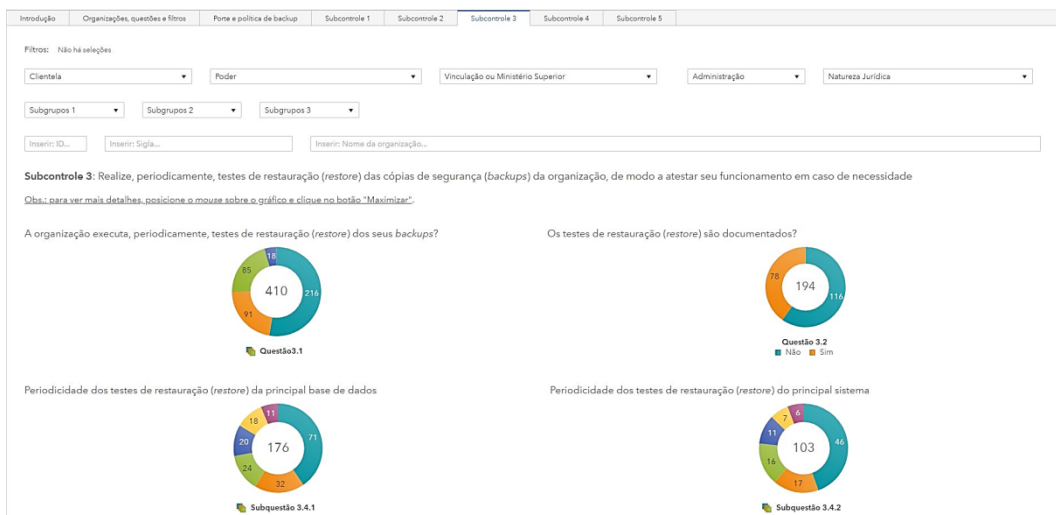 Introdução Organizações, questões e filtros Porte e política de backup Subcontrole 1 Subcontrole 2 Subcontrole 3 Subcontrole 4 Subcontrole 5
Filtros: Não há seleções
Clientela Poder Vinculação ou Ministério Superior Administração Natureza Jurídica
Subgrupos 1 Subgrupos 2 Subgrupos 3
Inserir: ID... Inserir: Sigla... Inserir: Nome da organização...
Subcontrole 3: Realize, periodicamente, testes de restauração (restore) das cópias de segurança (backups) da organização, de modo a atestar seu funcionamento em caso de necessidade
Obs.: para ver mais detalhes, posicione o mouse sobre o gráfico e clique no botão "Maximizar".
A organização executa, periodicamente, testes de restauração (restore) dos seus backups?
18
85
410
216
91
Questão3.1
Os testes de restauração (restore) são documentados?
78
194
116
Questão 3.2
Não Sim
Periodicidade dos testes de restauração (restore) da principal base de dados
11
18
71
20
176
24
32
Subquestão 3.4.1
Periodicidade dos testes de restauração (restore) do principal sistema
6
7
11
46
103
16
17
Subquestão 3.4.2